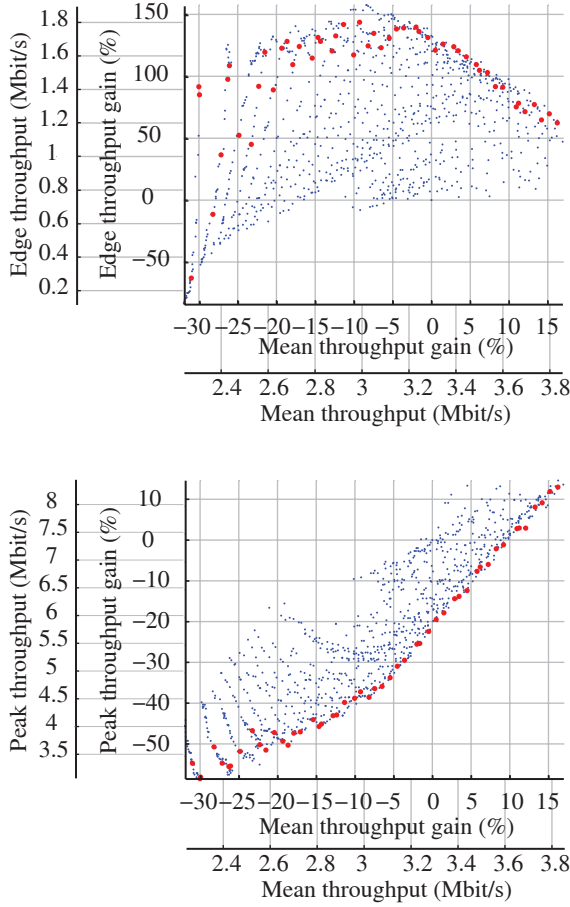 Edge throughput (Mbit/s)
1.8
1.6
1.4
1.2
1
0.8
0.6
0.4
0.2
Edge throughput gain (%)
150
100
50
0
−50
−30 −25 −20 −15 −10 −5 0 5 10 15
Mean throughput gain (%)
2.4 2.6 2.8 3 3.2 3.4 3.6 3.8
Mean throughput (Mbit/s)
Peak throughput (Mbit/s)
8
7.5
7
6.5
6
5.5
5
4.5
4
3.5
Peak throughput gain (%)
10
0
−10
−20
−30
−40
−50
−30 −25 −20 −15 −10 −5 0 5 10 15
Mean throughput gain (%)
2.4 2.6 2.8 3 3.2 3.4 3.6 3.8
Mean throughput (Mbit/s)